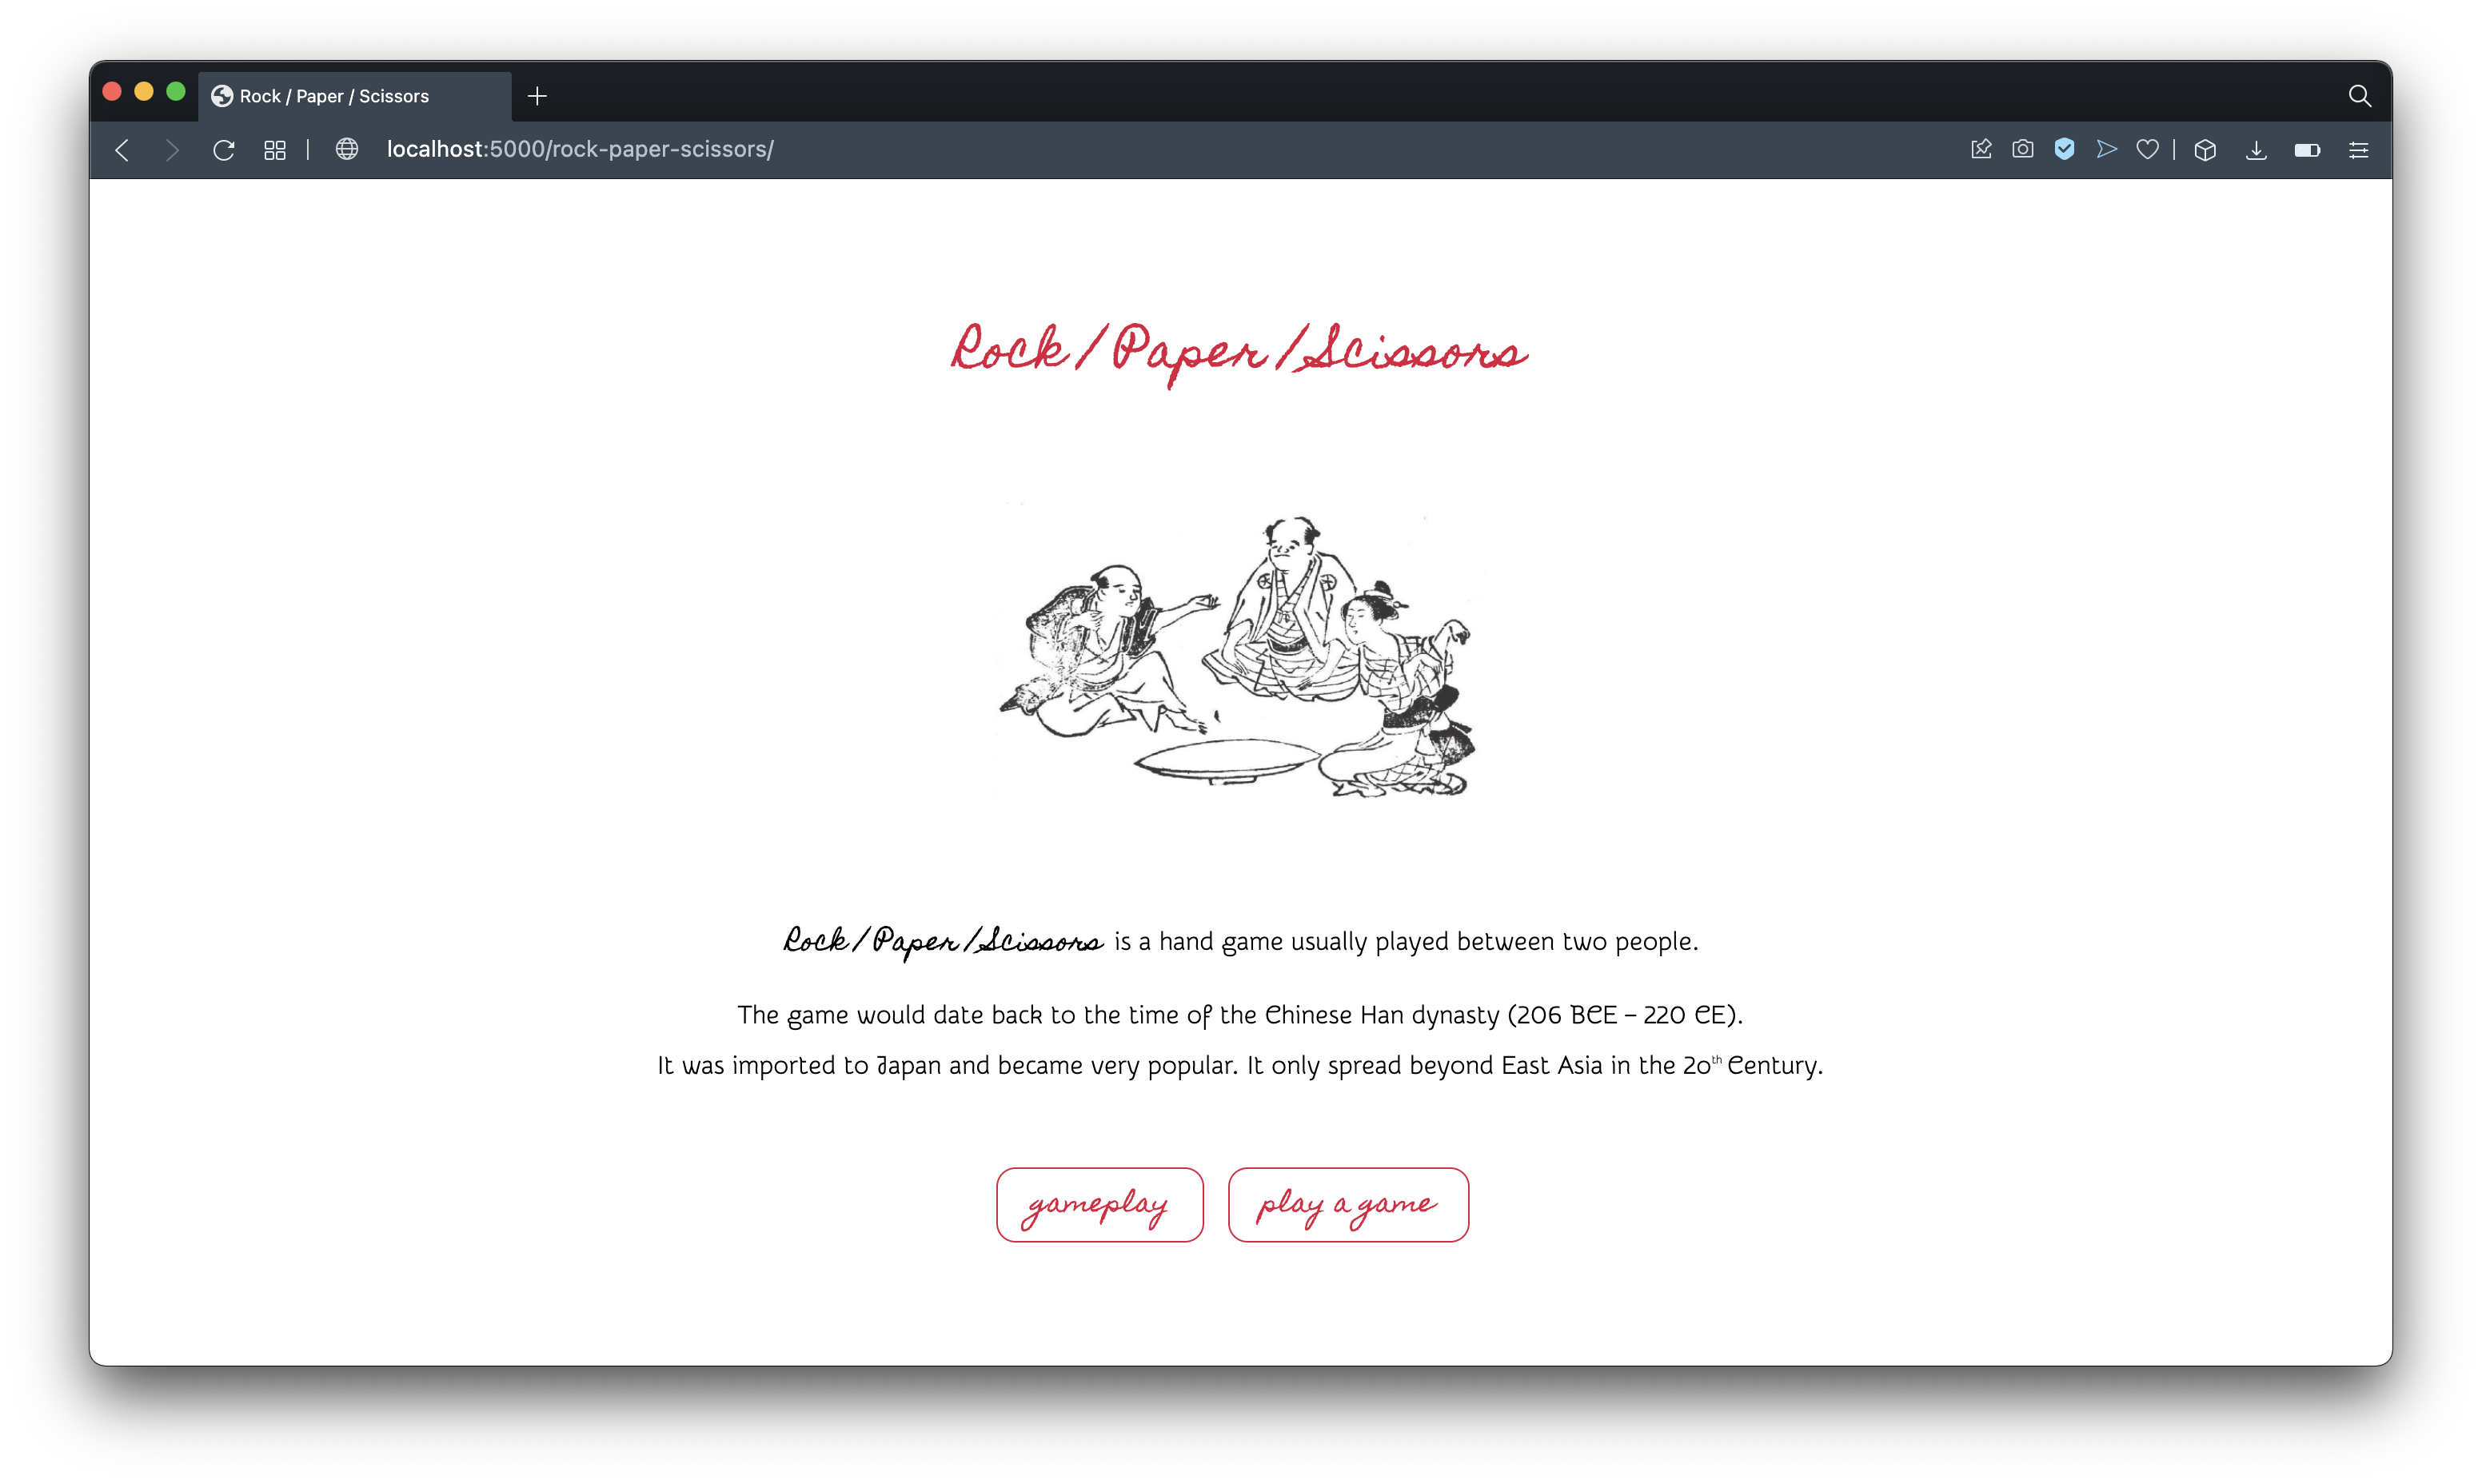 Rock / Paper / Scissors
localhost:5000/rock-paper-scissors/
Rock / Paper / Scissors
Rock / Paper / Scissors is a hand game usually played between two people.
The game would date back to the time of the Chinese Han dynasty (206 BCE – 220 CE).
It was imported to Japan and became very popular. It only spread beyond East Asia in the 20th Century.
gameplay
play a game